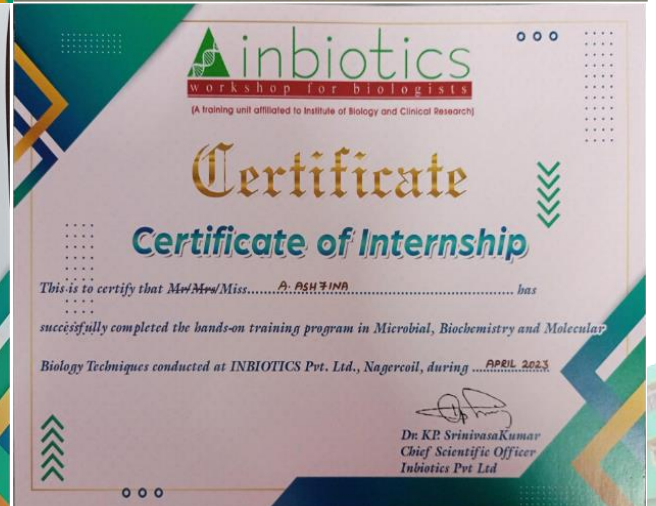 inbiotics
workshop for biologists
(A training unit affiliated to Institute of Biology and Clinical Research)
Certificate
Certificate of Internship
This is to certify that Mr/Mrs/Miss.....A. ASHFINA..... has
successfully completed the hands-on training program in Microbial, Biochemistry and Molecular
Biology Techniques conducted at INBIOTICS Pvt. Ltd., Nagercoil, during ....APRIL 2023
Dr. KP. SrinivasaKumar
Chief Scientific Officer
Inbiotics Pvt Ltd